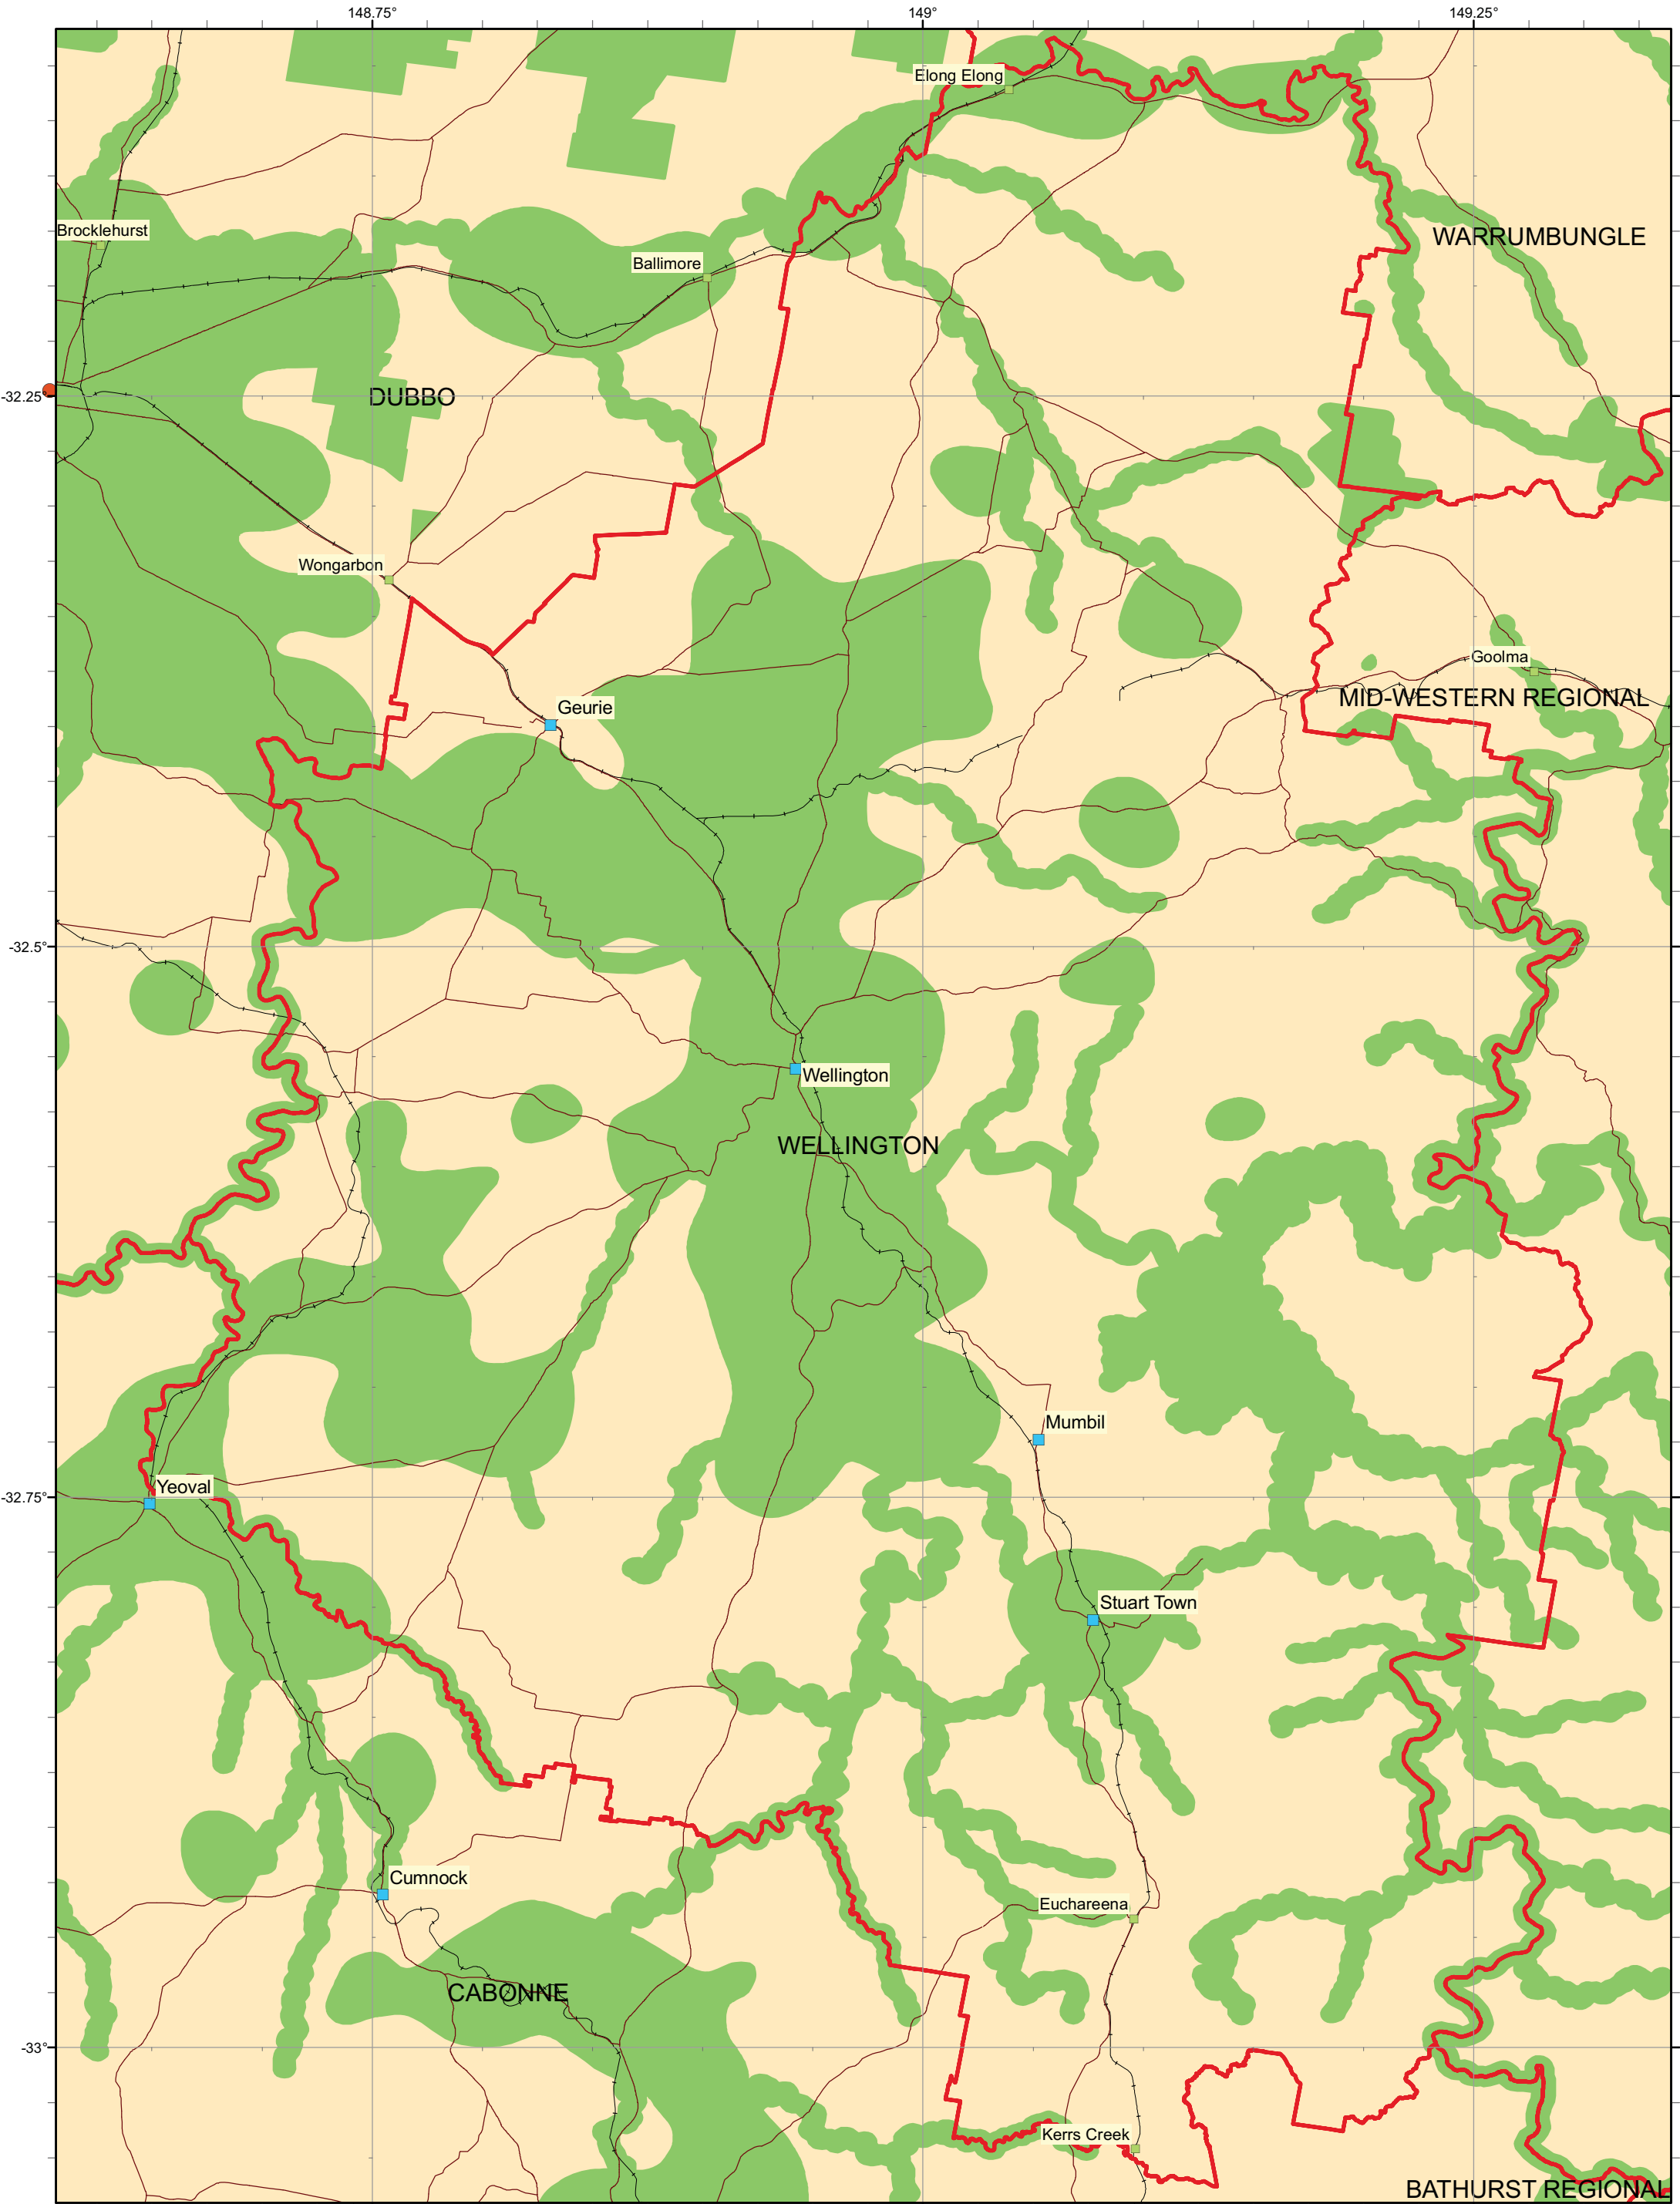 148.75°
149°
149.25°
Elong Elong
Brocklehurst
WARRUMBUNGLE
Ballimore
-32.25°
DUBBO
Wongarbon
Goolma
MID-WESTERN REGIONAL
Geurie
-32.5°
Wellington
WELLINGTON
Mumbil
Yeoval
-32.75°
Stuart Town
Cumnock
Euchareena
CABONNE
-33°
Kerrs Creek
BATHURST REGIONAL